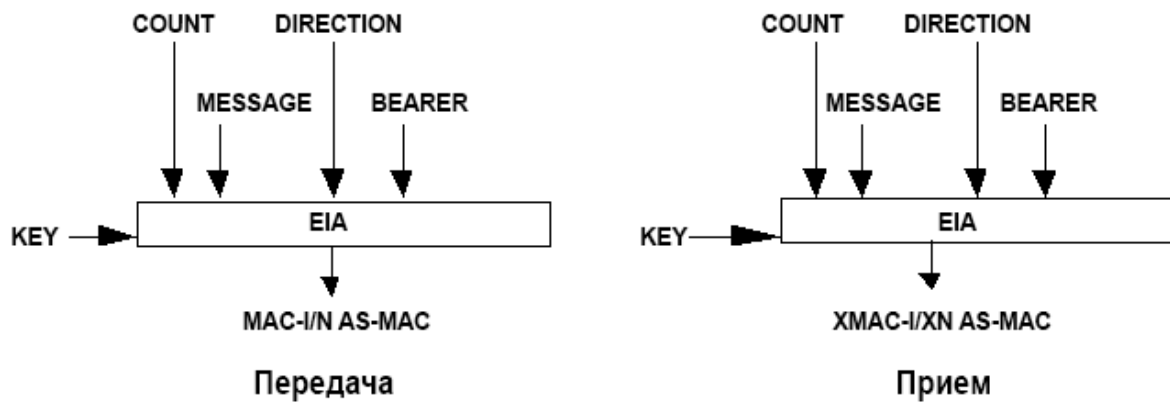 COUNT DIRECTION
MESSAGE BEARER
KEY EIA
MAC-I/N AS-MAC
Передача
COUNT DIRECTION
MESSAGE BEARER
KEY EIA
XMAC-I/XN AS-MAC
Прием